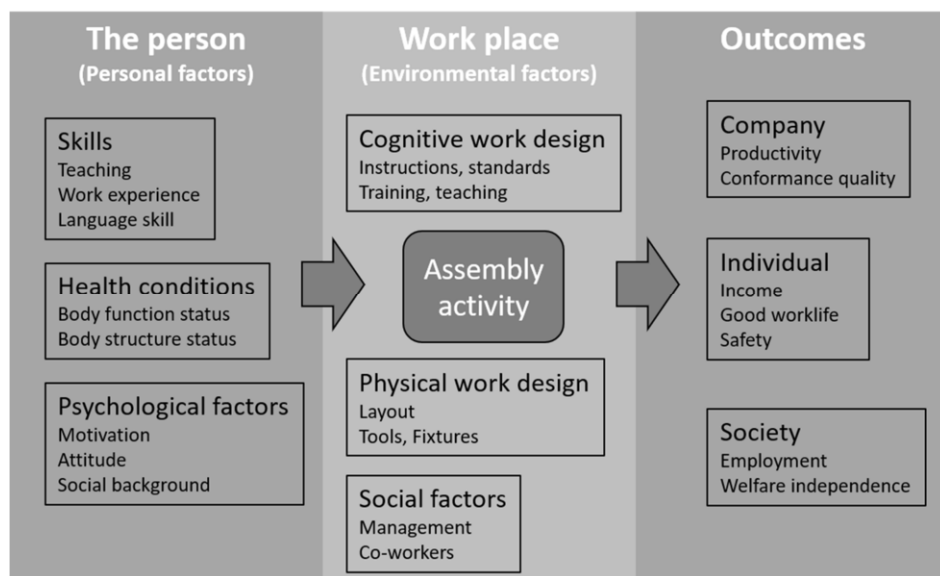 The person
(Personal factors)
Skills
Teaching
Work experience
Language skill
Health conditions
Body function status
Body structure status
Psychological factors
Motivation
Attitude
Social background
Work place
(Environmental factors)
Cognitive work design
Instructions, standards
Training, teaching
Assembly
activity
Physical work design
Layout
Tools, Fixtures
Social factors
Management
Co-workers
Outcomes
Company
Productivity
Conformance quality
Individual
Income
Good worklife
Safety
Society
Employment
Welfare independence